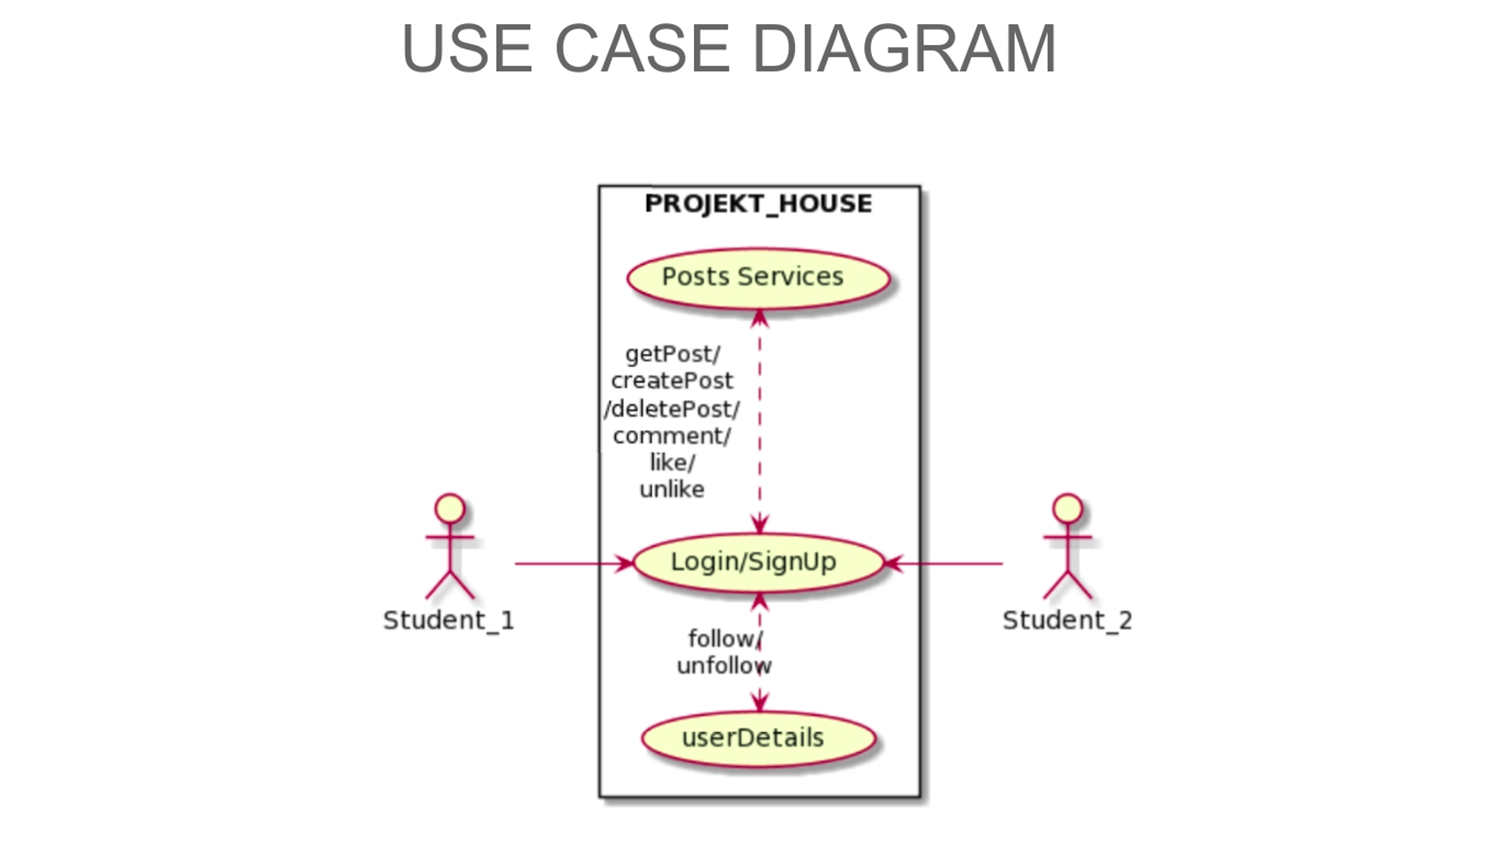 USE CASE DIAGRAM
PROJEKT_HOUSE
Posts Services
getPost/
createPost
/deletePost/
comment/
like/
unlike
Login/SignUp
Student_1
Student_2
follow/
unfollow
userDetails